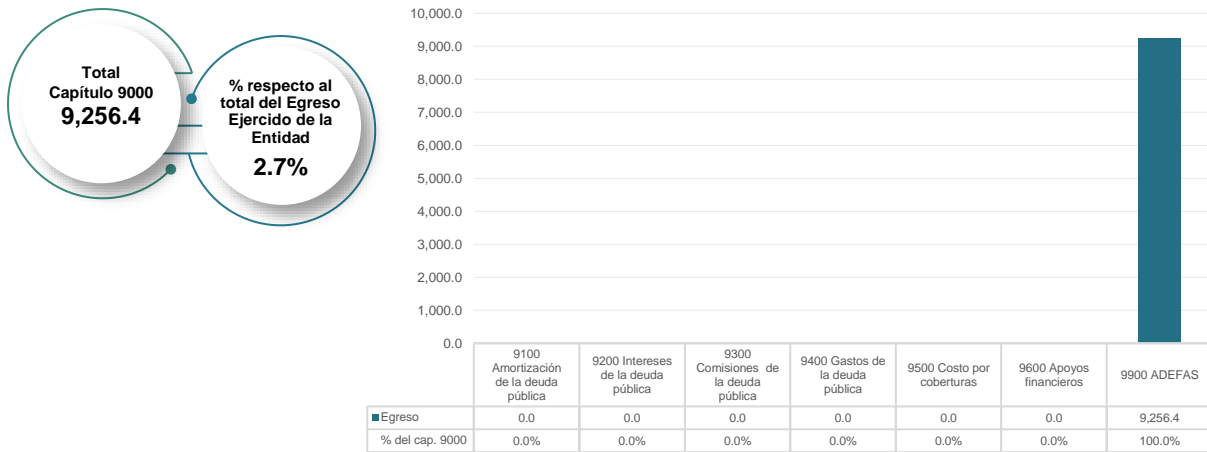 Total
Capítulo 9000
9,256.4
% respecto al
total del Egreso
Ejercido de la
Entidad
2.7%
10,000.0
9,000.0
8,000.0
7,000.0
6,000.0
5,000.0
4,000.0
3,000.0
2,000.0
1,000.0
0.0
9100
Amortización
de la deuda
pública
9200 Intereses
de la deuda
pública
9300
Comisiones de
la deuda
pública
9400 Gastos de
la deuda
pública
9500 Costo por
coberturas
9600 Apoyos
financieros
9900 ADEFAS
Egreso 0.0 0.0 0.0 0.0 0.0 0.0 9,256.4
% del cap. 9000 0.0% 0.0% 0.0% 0.0% 0.0% 0.0% 100.0%